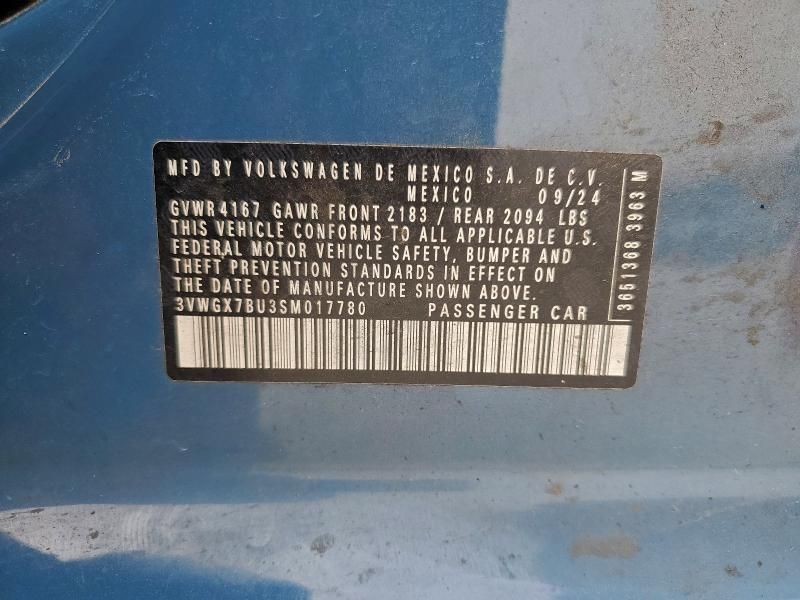 MFD BY VOLKSWAGEN DE MEXICO S.A. DE C.V.
MEXICO 09/24
GVWR 4167 GAWR FRONT 2183 / REAR 2094 LBS
THIS VEHICLE CONFORMS TO ALL APPLICABLE U.S.
FEDERAL MOTOR VEHICLE SAFETY, BUMPER AND
THEFT PREVENTION STANDARDS IN EFFECT ON
THE DATE OF MANUFACTURE SHOWN ABOVE.
3VWGX7BU3SM017780 PASSENGER CAR
3651368 3963 M